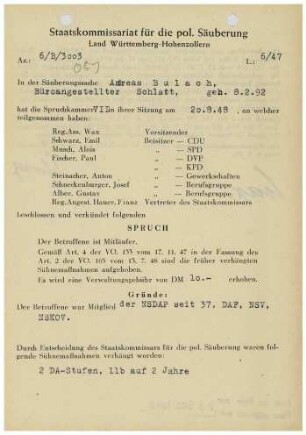 Staatskommissariat für die pol. Säuberung
Land Württemberg-Hohenzollern
Az: 6/B/3003
L: 6/47
In der Säuberungssache Andreas Bulach,
Büroangestellter Schlatt, geb. 8.2.92
hat die Spruchkammer VII in ihrer Sitzung am 20.8.48, an welcher
teilgenommen haben:
Reg.Ass. Wax Vorsitzender
Schwarz, Emil Beisitzer — CDU
Munsh, Alois „ — SPD
Fischer, Paul „ — DVP
„ — KPD
Steinacher, Anton „ — Gewerkschaften
Schneckenburger, Josef „ — Berufsgruppe
Alber, Gustav „ — Berufsgruppe
Reg.Angest. Hauer, Franz Vertreter des Staatskommissars
beschlossen und verkündet folgenden
SPRUCH
Der Betroffene ist Mitläufer.
Gemäß Art. 4 der VO. 133 vom 17. 11. 47 in der Fassung des
Art. 2 der VO. 165 vom 13. 7. 48 sind die früher verhängten
Sühnemaßnahmen aufgehoben.
Es wird eine Verwaltungsgebühr von DM 10.- erhoben.
Gründe:
Der Betroffene war Mitglied der NSDAP seit 37, DAF, NSV,
NSKOV.
Durch Entscheidung des Staatskommissars für die pol. Säuberung waren fol-
gende Sühnemaßnahmen verhängt worden:
2 DA-Stufen, 11b auf 2 Jahre